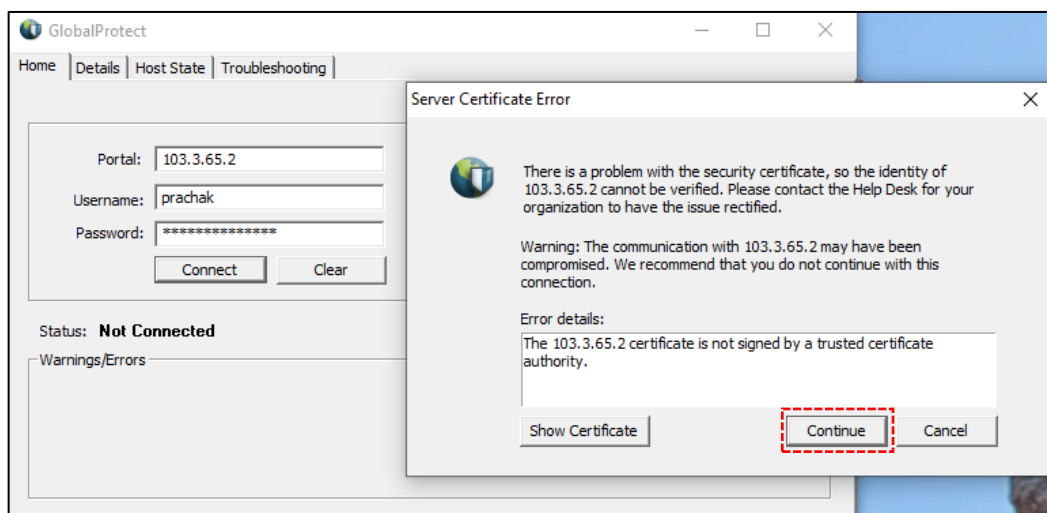 GlobalProtect
Home Details Host State Troubleshooting
Portal: 103.3.65.2
Username: prachak
Password: **************
Connect Clear
Status: Not Connected
Warnings/Errors
Server Certificate Error
There is a problem with the security certificate, so the identity of
103.3.65.2 cannot be verified. Please contact the Help Desk for your
organization to have the issue rectified.
Warning: The communication with 103.3.65.2 may have been
compromised. We recommend that you do not continue with this
connection.
Error details:
The 103.3.65.2 certificate is not signed by a trusted certificate
authority.
Show Certificate Continue Cancel